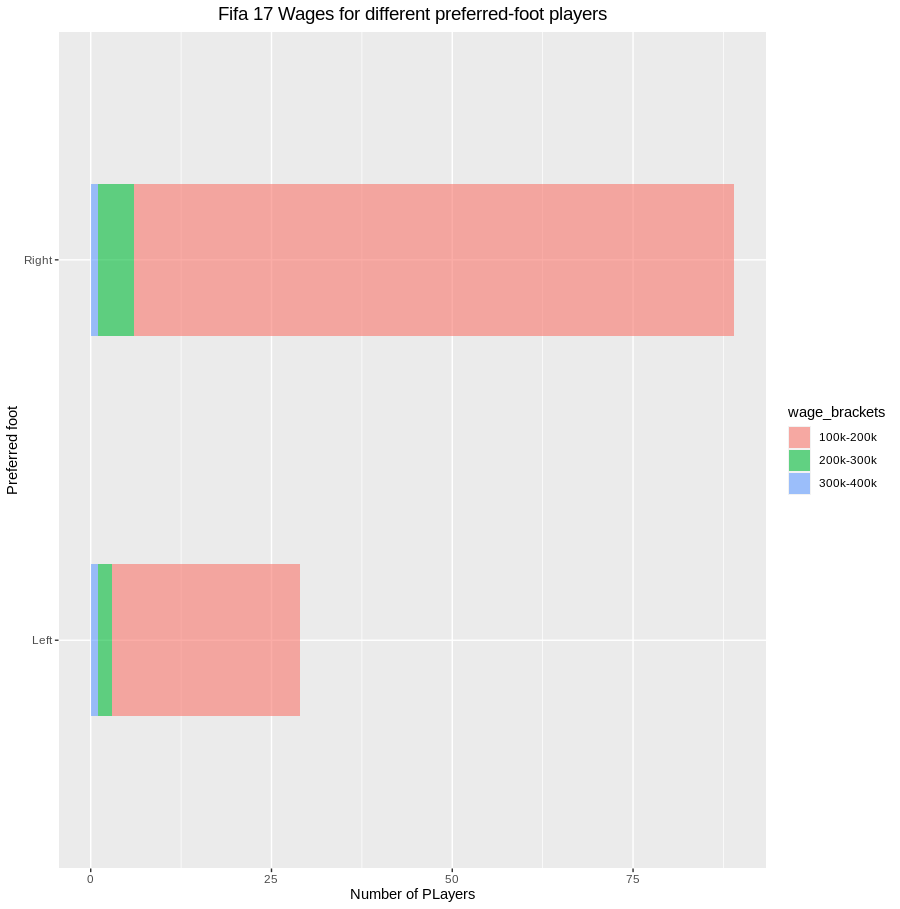 Fifa 17 Wages for different preferred-foot players
Preferred foot
Right
Left
0 25 50 75
Number of PLayers
wage_brackets
100k-200k
200k-300k
300k-400k